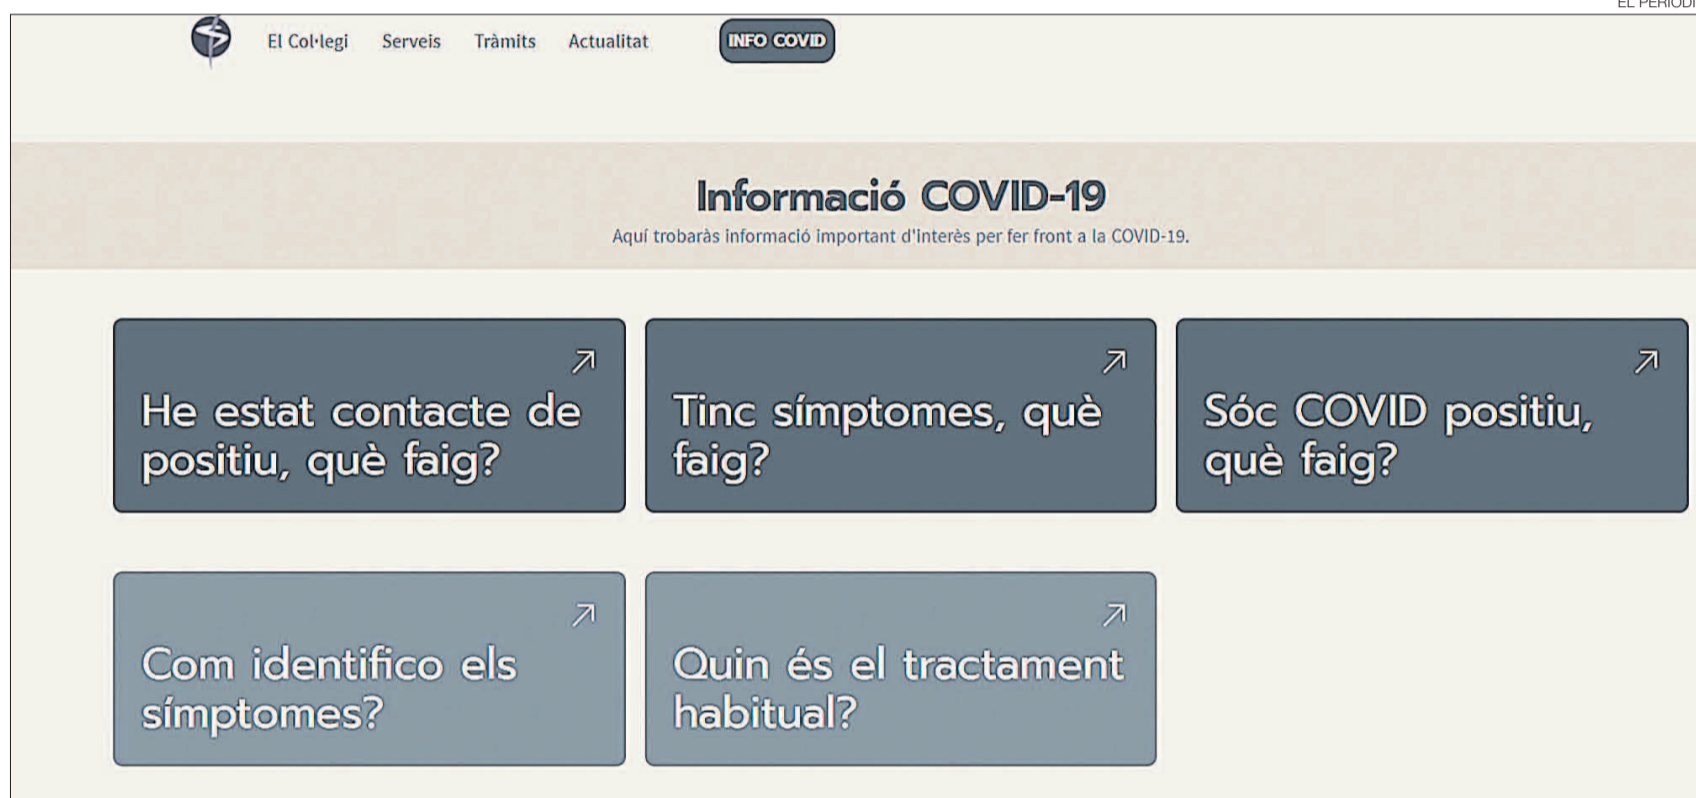 El Col·legi Serveis Tràmits Actualitat INFO COVID
Informació COVID-19
Aquí trobaràs informació important d'interès per fer front a la COVID-19.
He estat contacte de
positiu, què faig?
Tinc símptomes, què
faig?
Sóc COVID positiu,
què faig?
Com identifico els
símptomes?
Quin és el tractament
habitual?